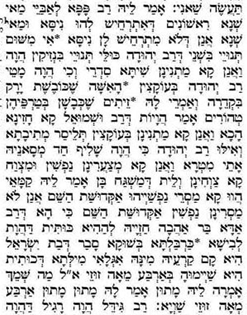 תעשה שאני: אמר ליה רב פפא לאביי מאי
שנא ראשונים דאתרחיש להו ניסא ומאי
שנא אנן דלא מתרחיש לן ניסא *אי משום
תנויי בשני דרב יהודה כולי תנויי בנזיקין הוה
ואנן קא מתנינן שיתא סדרי וכי הוה מטי
רב יהודה בעוקצין *האשה שכובשת ירק
בקדרה ואמרי לה *זיתים שכבשן בטרפיהן
טהורים אמר הויות דרב ושמואל קא חזינא
הכא ואנן קא מתנינן בעוקצין תליסר מתיבתא
ואילו רב יהודה כי הוה שליף חד מסאניה
אתי מטרא ואנן קא מצערינן נפשין ומצוח
קא צוחינן ולית דמשגח בן אמר ליה קמאי
הוו קא מסרי נפשייהו אקדושת השם אנן לא
מסרינן נפשין אקדושת השם כי הא דרב
אדא בר אהבה חזייה לההיא כותית דהות
לבישא *כרבלתא בשוקא סבר דבת ישראל
היא קם קרעיה מינה אגלאי מילתא דכותית
היא שיימוה בארבע מאה זוזי א"ל מה שמך
אמרה ליה מתון אמר לה מתון מתון ארבע
מאה זוזי שויא: רב גידל הוה רגיל דהוה